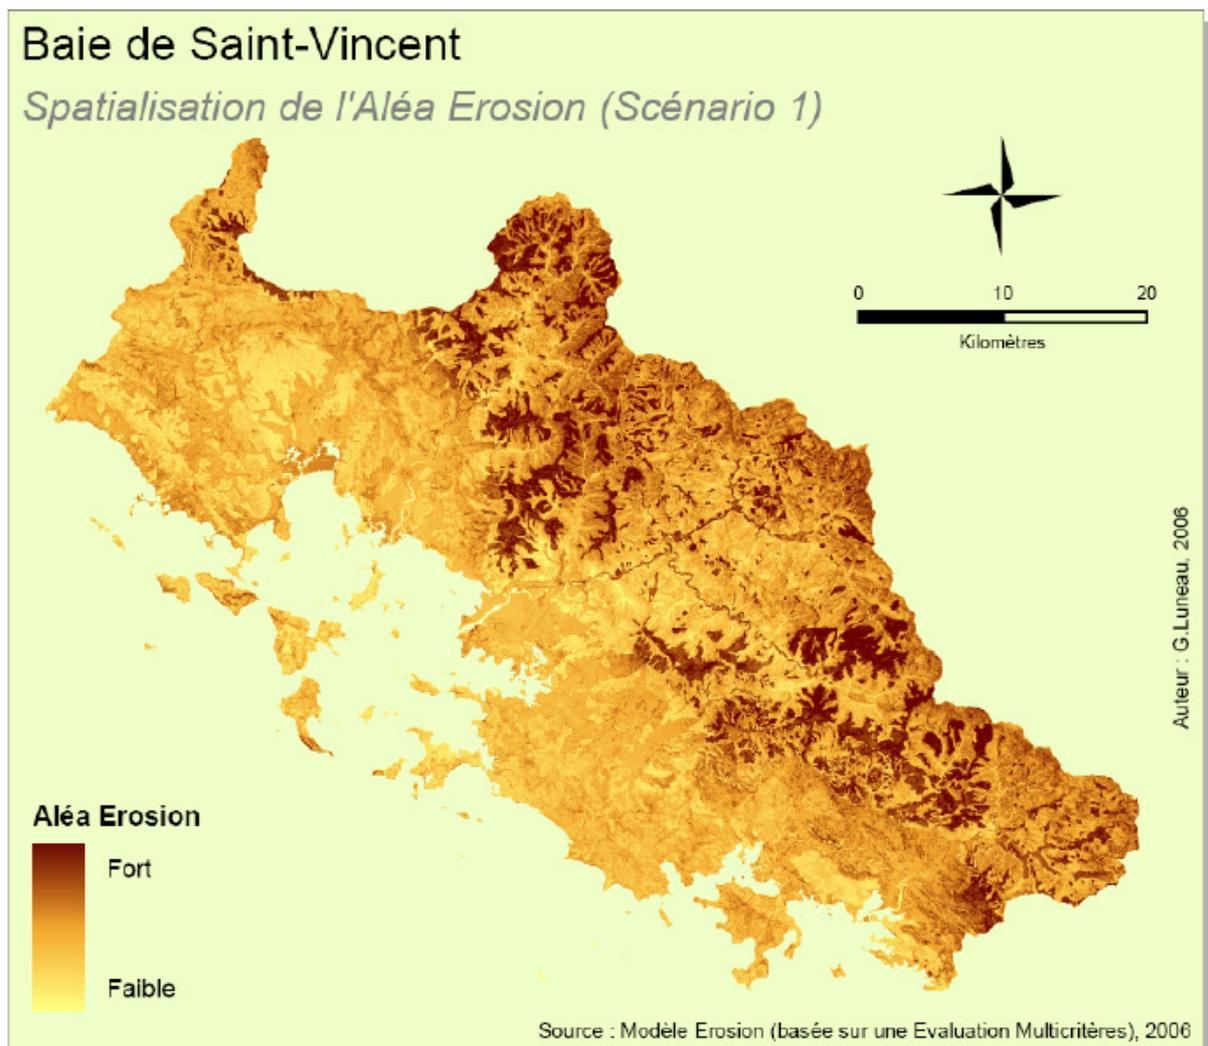 Baie de Saint-Vincent
Spatialisation de l'Aléa Erosion (Scénario 1)
0 10 20
Kilomètres
Auteur : G.Luneau, 2006
Aléa Erosion
Fort
Faible
Source : Modèle Erosion (basée sur une Evaluation Multicritères), 2006